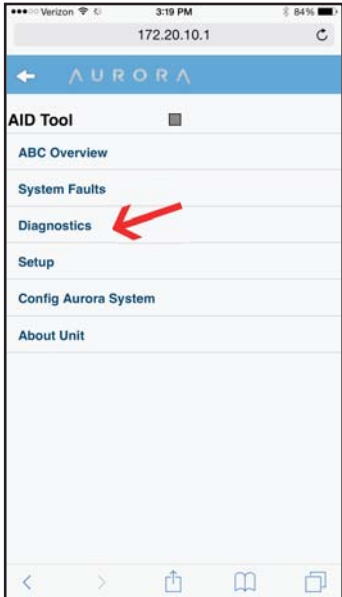 Verizon 3:19 PM 84%
172.20.10.1
AURORA
AID Tool
ABC Overview
System Faults
Diagnostics
Setup
Config Aurora System
About Unit